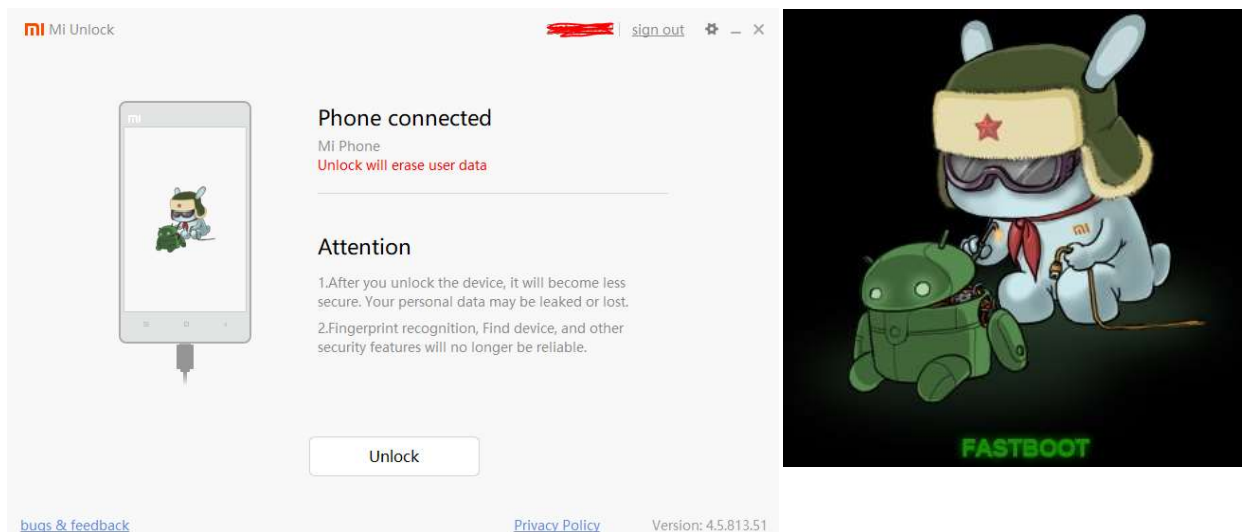 mi Mi Unlock
sign out
mi
Phone connected
Mi Phone
Unlock will erase user data
Attention
1.After you unlock the device, it will become less
secure. Your personal data may be leaked or lost.
2.Fingerprint recognition, Find device, and other
security features will no longer be reliable.
Unlock
bugs & feedback
Privacy Policy
Version: 4.5.813.51
mi
FASTBOOT